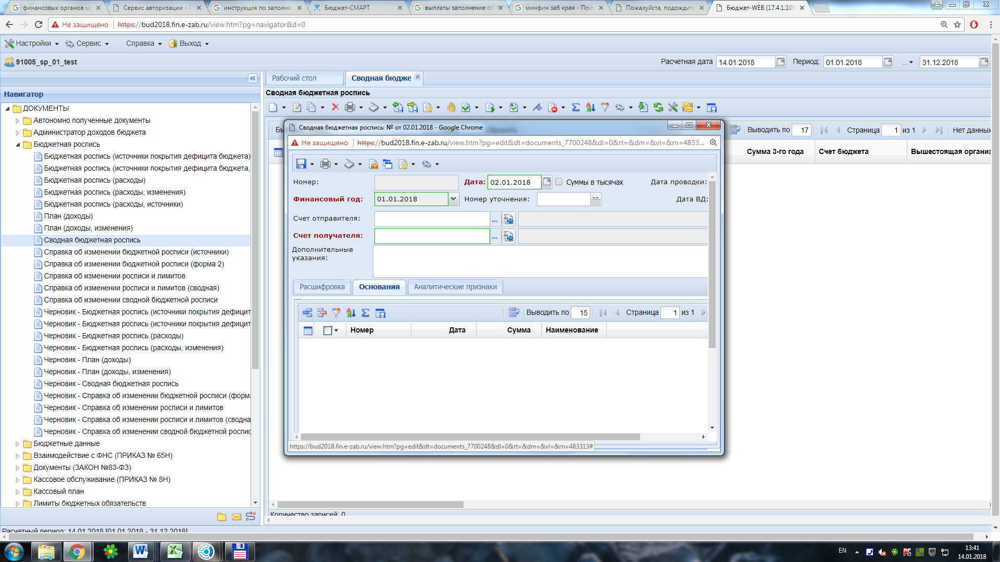 финансовых органов м
Сервис авторизации - Г
инструкция по заполне
Бюджет-СМАРТ
выплаты заполнение о
минфин заб края - Пои
Пожалуйста, подождит
Бюджет-WEB (17.4.1.109
Не защищено
https://bud2018.fin.e-zab.ru/view.htm?pg=navigator&d=0
Настройки
Сервис
Справка
Выход
91005_sp_01_test
Расчетная дата
14.01.2018
Период:
01.01.2018
...
31.12.2018
Навигатор
Рабочий стол
Сводная бюдже
Сводная бюджетная роспись
ДОКУМЕНТЫ
Автономно полученные документы
Администратор доходов бюджета
Бюджетная роспись
Бюджетная роспись (источники покрытия дефицита бюджета)
Бюджетная роспись (источники покрытия дефицита бюджета,
Бюджетная роспись (расходы)
Бюджетная роспись (расходы, изменения)
Бюджетная роспись (расходы, источники)
План (доходы)
План (доходы, изменения)
Сводная бюджетная роспись
Справка об изменении бюджетной росписи (источники)
Справка об изменении бюджетной росписи (форма 2)
Справка об изменении росписи и лимитов
Справка об изменении росписи и лимитов (сводная)
Справка об изменении сводной бюджетной росписи
Черновик - Бюджетная роспись (источники покрытия дефицит
Черновик - Бюджетная роспись (источники покрытия дефицит
Черновик - Бюджетная роспись (расходы)
Черновик - Бюджетная роспись (расходы, изменения)
Черновик - План (доходы)
Черновик - План (доходы, изменения)
Черновик - Сводная бюджетная роспись
Черновик - Справка об изменении бюджетной росписи (форма
Черновик - Справка об изменении росписи и лимитов
Черновик - Справка об изменении росписи и лимитов (сводна
Черновик - Справка об изменении сводной бюджетной роспис
Бюджетные данные
Взаимодействие с ФНС (ПРИКАЗ № 65Н)
Документы (ЗАКОН №83-ФЗ)
Кассовое обслуживание (ПРИКАЗ № 8Н)
Кассовый план
Лимиты бюджетных обязательств
Расчетный период: 14.01.2018 [01.01.2018 - 31.12.2018]
Бы
Выводить по
17
Страница
1
из 1
Нет данных
Сумма 3-го года
Счет бюджета
Вышестоящая организ
Сводная бюджетная роспись: № от 02.01.2018 - Google Chrome
Не защищено
https://bud2018.fin.e-zab.ru/view.htm?pg=edit&dt=documents_7700248&dl=0&rt=&dm=&vl=&rn=4833...
Номер:
Дата:
02.01.2018
Суммы в тысячах
Дата проводки:
Финансовый год:
01.01.2018
Номер уточнения:
Дата ВД:
Счет отправителя:
...
Счет получателя:
...
Дополнительные
указания:
Расшифровка
Основания
Аналитические признаки
Выводить по
15
Страница
1
из 1
Номер
Дата
Сумма
Наименование
https://bud2018.fin.e-zab.ru/view.htm?pg=edit&dt=documents_7700248&dl=0&rt=&dm=&vl=&rn=483313#
Количество записей: 0
EN
13:41
14.01.2018